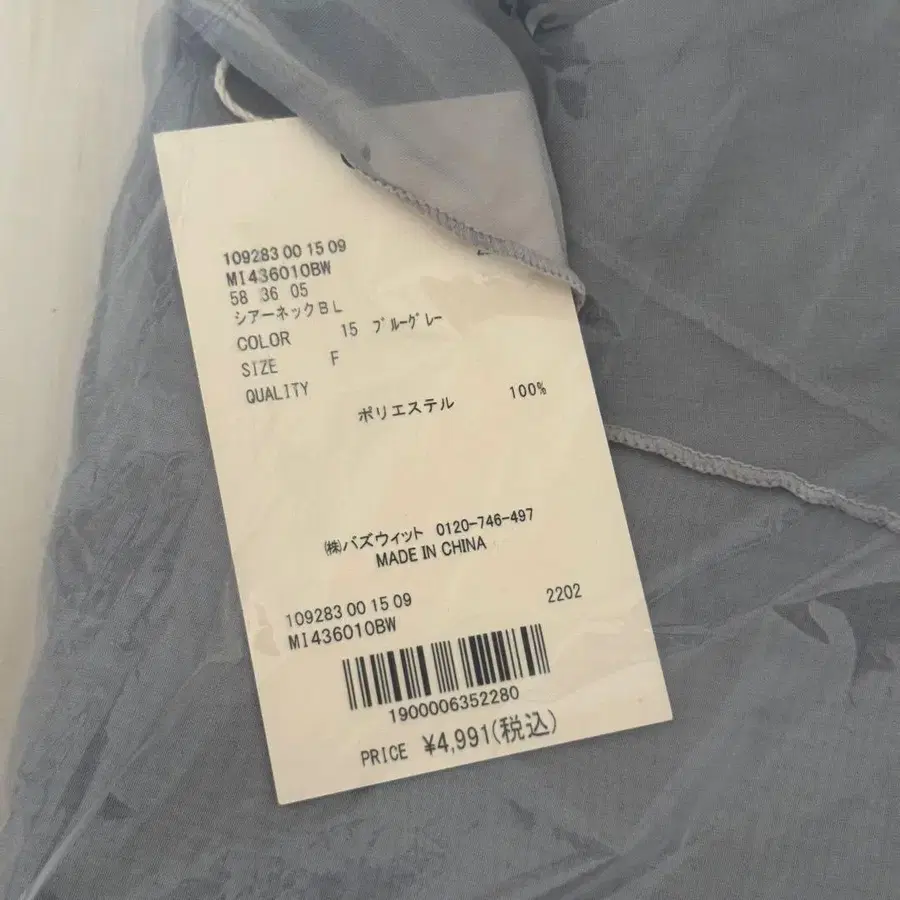 109283 00 15 09
MI436010BW
58 36 05
シアーネックBL
COLOR 15 ブルーグレー
SIZE F
QUALITY
ポリエステル 100%
㈱バズウィット 0120-746-497
MADE IN CHINA
109283 00 15 09 2202
MI436010BW
1900006352280
PRICE ¥4,991(税込)